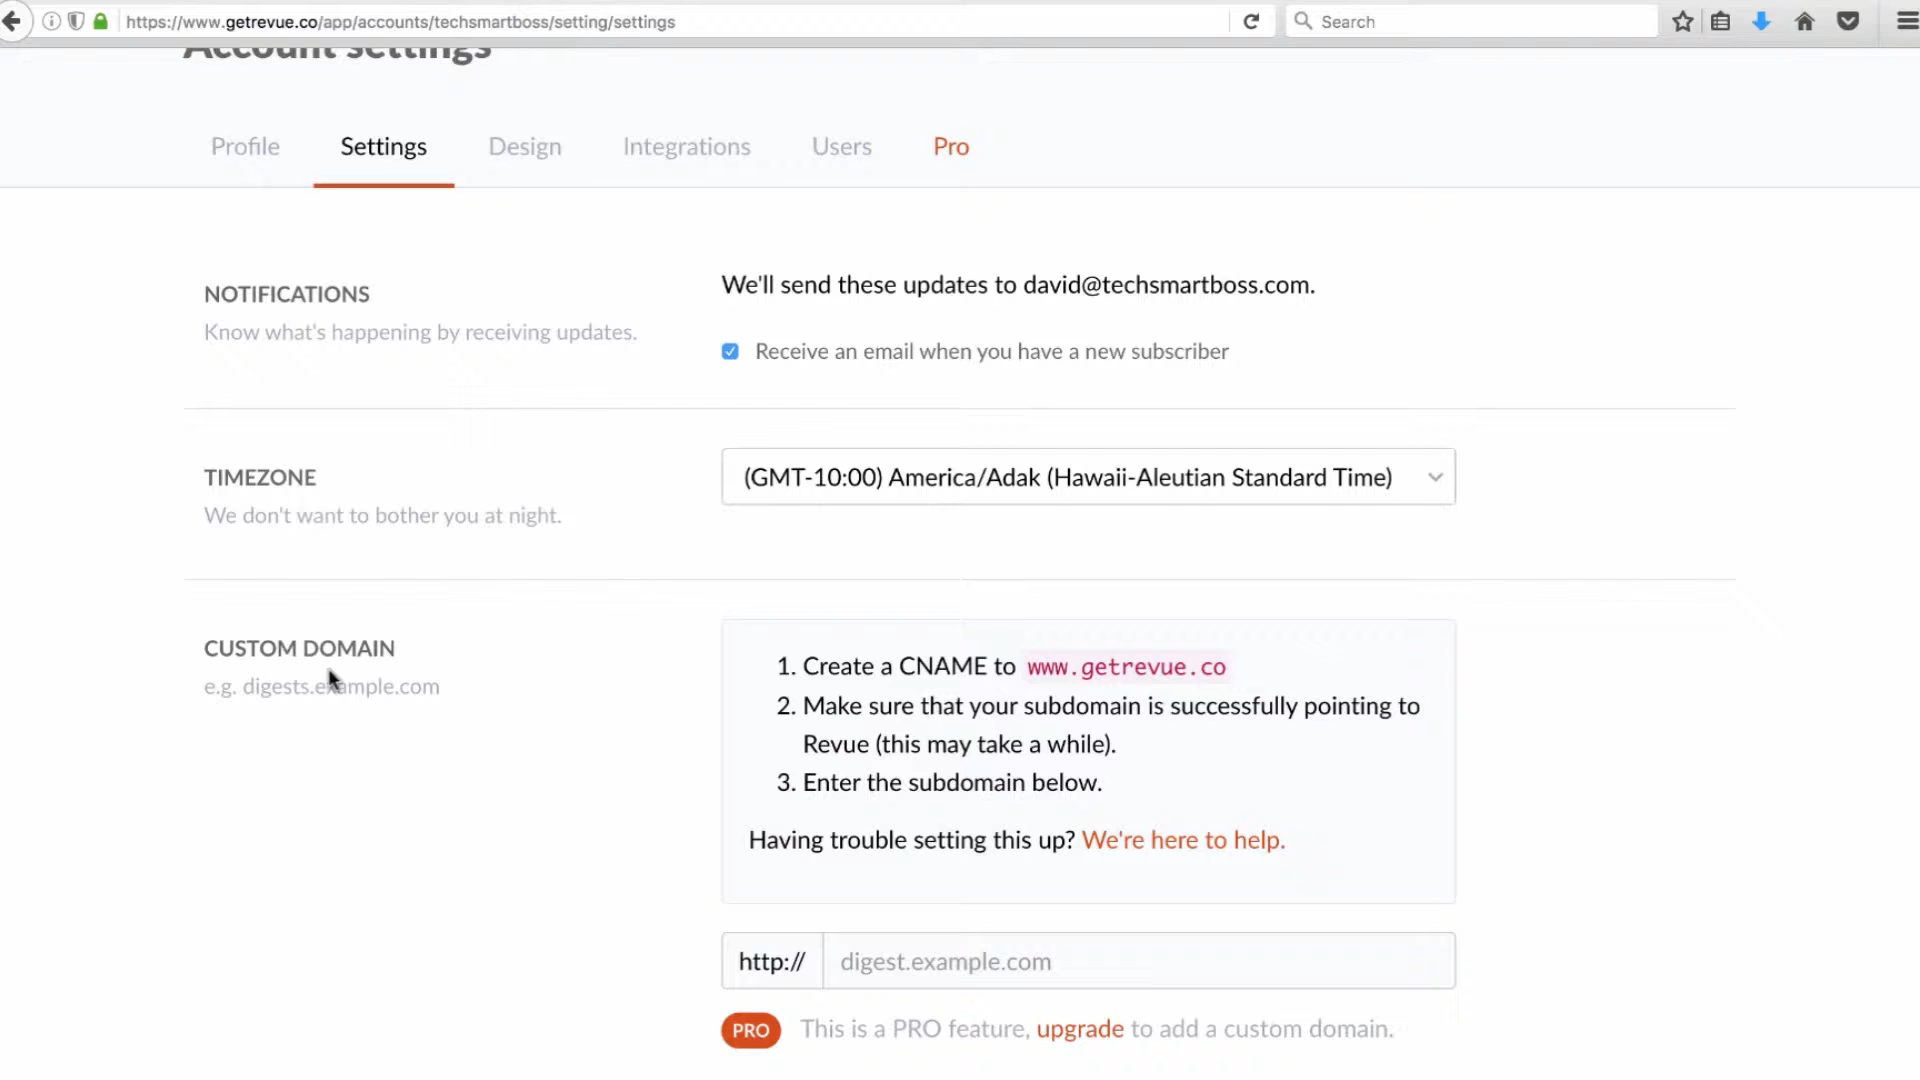 https://www.getrevue.co/app/accounts/techsmartboss/setting/settings
Search
Account settings
Profile
Settings
Design
Integrations
Users
Pro
NOTIFICATIONS
Know what's happening by receiving updates.
We'll send these updates to david@techsmartboss.com.
Receive an email when you have a new subscriber
TIMEZONE
We don't want to bother you at night.
(GMT-10:00) America/Adak (Hawaii-Aleutian Standard Time)
CUSTOM DOMAIN
e.g. digests.example.com
1. Create a CNAME to www.getrevue.co
2. Make sure that your subdomain is successfully pointing to
Revue (this may take a while).
3. Enter the subdomain below.
Having trouble setting this up? We're here to help.
http://
digest.example.com
PRO
This is a PRO feature, upgrade to add a custom domain.